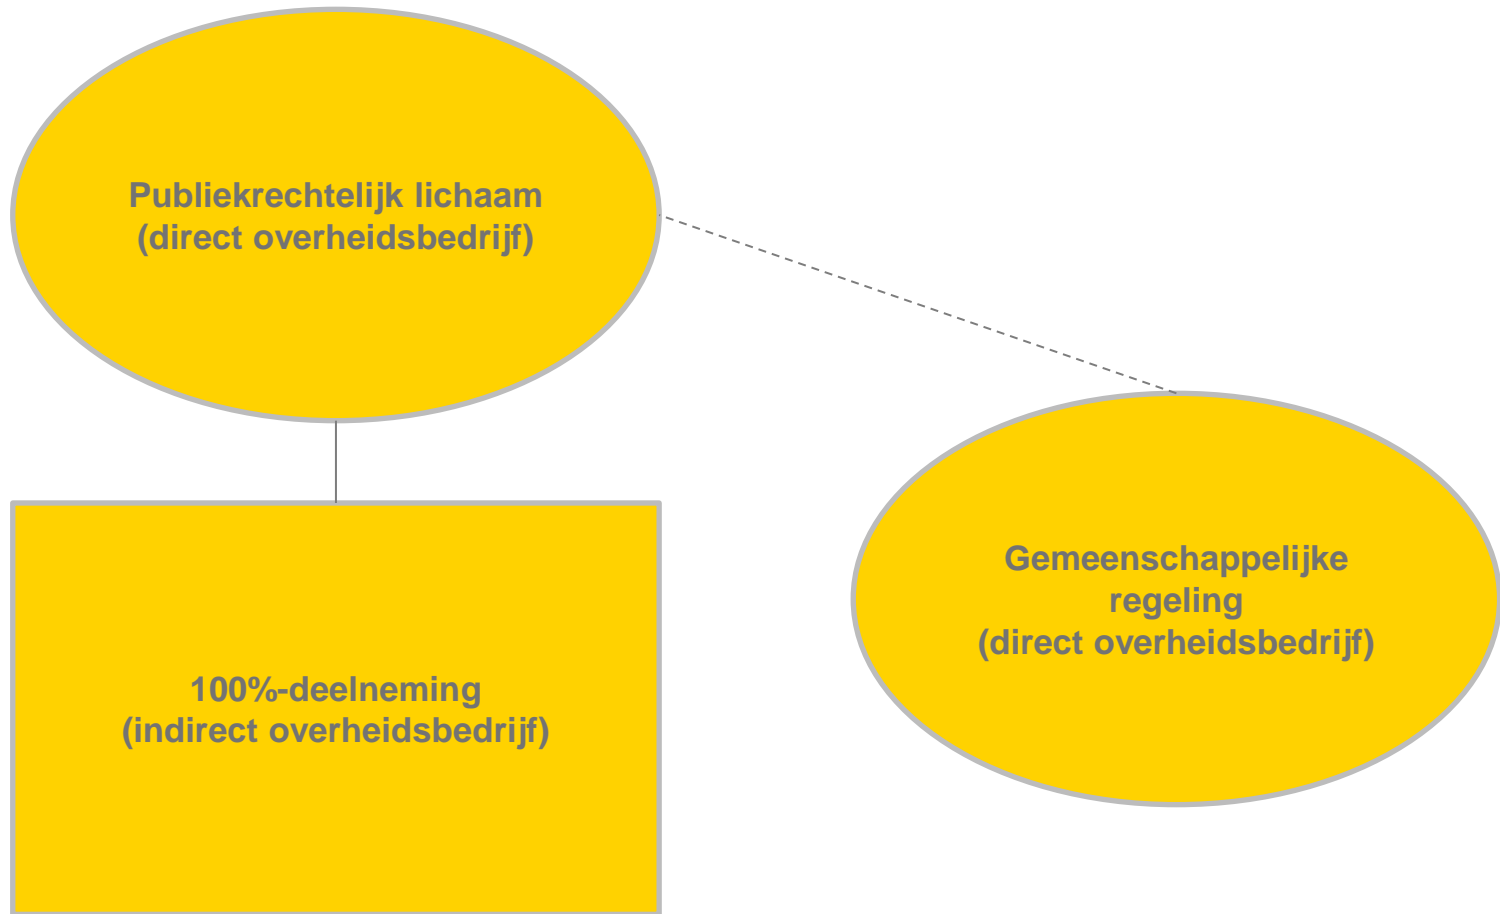 Publiekrechtelijk lichaam
(direct overheidsbedrijf)
Gemeenschappelijke
regeling
(direct overheidsbedrijf)
100%-deelneming
(indirect overheidsbedrijf)